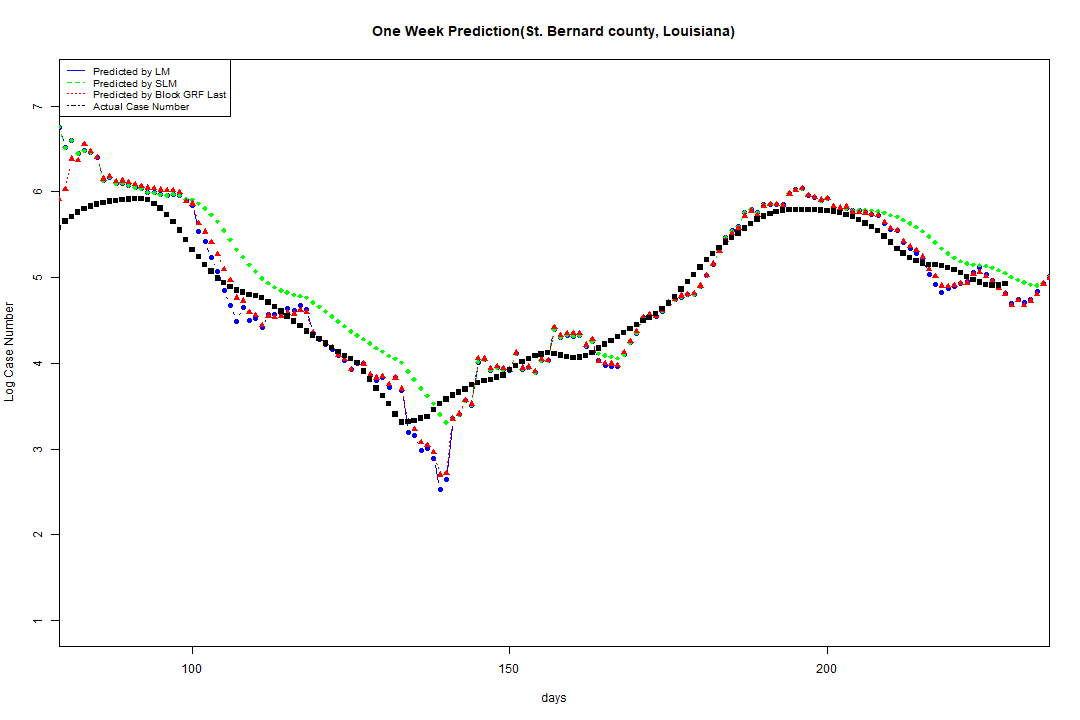 One Week Prediction(St. Bernard county, Louisiana)
Predicted by LM
Predicted by SLM
Predicted by Block GRF Last
Actual Case Number
7
6
5
4
3
2
1
Log Case Number
100
150
200
days